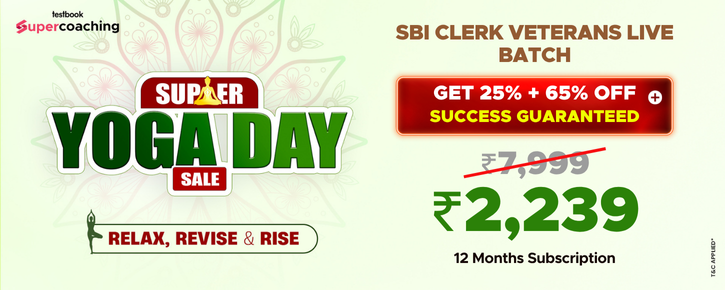 testbook
Supercoaching
SUPER
YOGA DAY
SALE
RELAX, REVISE & RISE
SBI CLERK VETERANS LIVE
BATCH
GET 25% + 65% OFF
SUCCESS GUARANTEED
₹7,999
₹2,239
12 Months Subscription
T&C APPLIED*